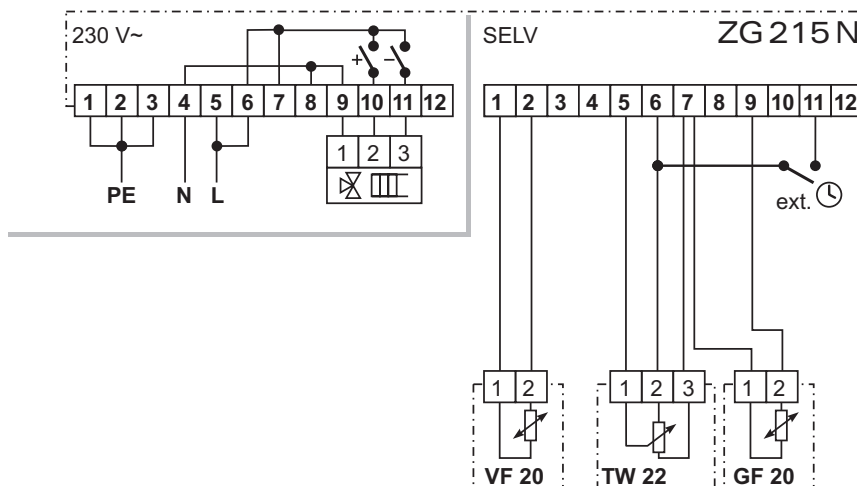 230 V~ SELV ZG 215 N
+ −
1 2 3 4 5 6 7 8 9 10 11 12 1 2 3 4 5 6 7 8 9 10 11 12
1 2 3
PE N L ext.
1 2 1 2 3 1 2
VF 20 TW 22 GF 20